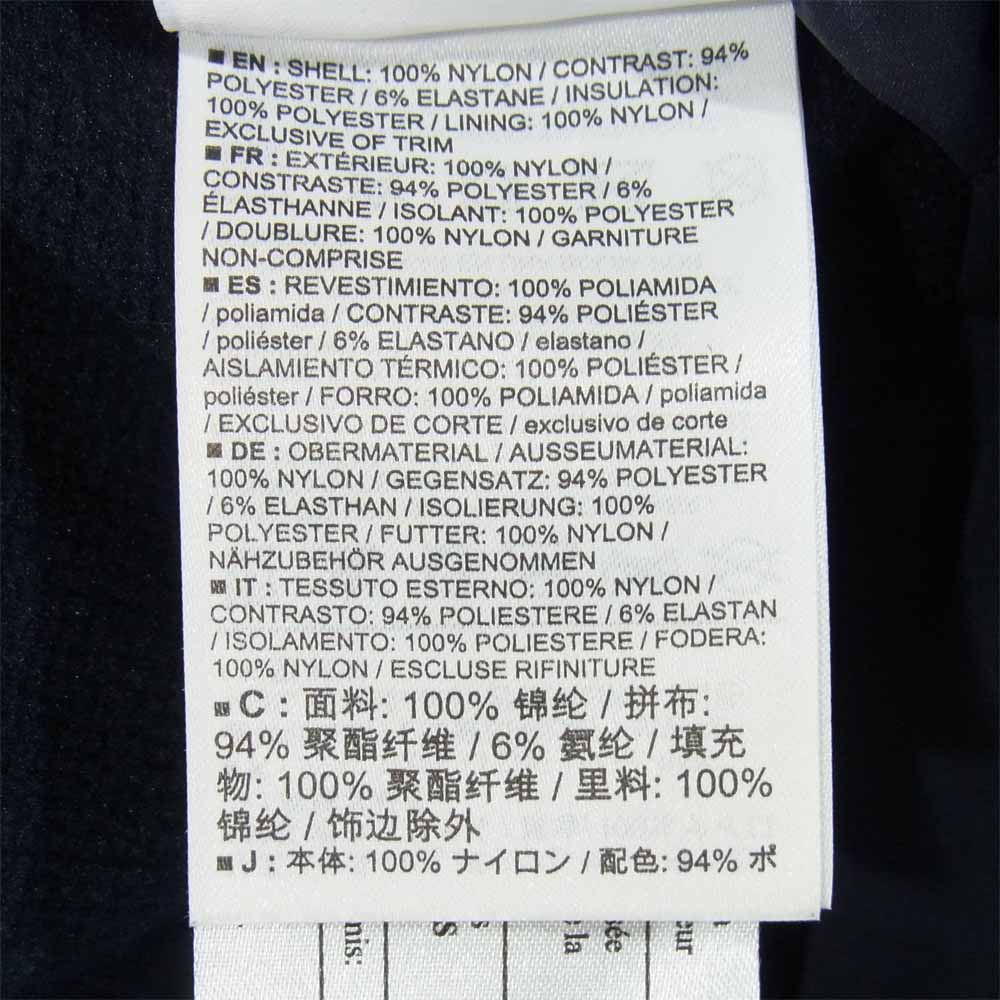 ■ EN : SHELL: 100% NYLON / CONTRAST: 94%
POLYESTER / 6% ELASTANE / INSULATION:
100% POLYESTER / LINING: 100% NYLON /
EXCLUSIVE OF TRIM
■ FR : EXTÉRIEUR: 100% NYLON /
CONSTRASTE: 94% POLYESTER / 6%
ÉLASTHANNE / ISOLANT: 100% POLYESTER
/ DOUBLURE: 100% NYLON / GARNITURE
NON-COMPRISE
■ ES : REVESTIMIENTO: 100% POLIAMIDA
/ poliamida / CONTRASTE: 94% POLIÉSTER
/ poliéster / 6% ELASTANO / elastano /
AISLAMIENTO TÉRMICO: 100% POLIÉSTER /
poliéster / FORRO: 100% POLIAMIDA / poliamida
/ EXCLUSIVO DE CORTE / exclusivo de corte
■ DE : OBERMATERIAL / AUSSEUMATERIAL:
100% NYLON / GEGENSATZ: 94% POLYESTER
/ 6% ELASTHAN / ISOLIERUNG: 100%
POLYESTER / FUTTER: 100% NYLON /
NÄHZUBEHÖR AUSGENOMMEN
■ IT : TESSUTO ESTERNO: 100% NYLON /
CONTRASTO: 94% POLIESTERE / 6% ELASTAN
/ ISOLAMENTO: 100% POLIESTERE / FODERA:
100% NYLON / ESCLUSE RIFINITURE
■ C : 面料: 100% 锦纶 / 拼布:
94% 聚酯纤维 / 6% 氨纶 / 填充
物: 100% 聚酯纤维 / 里料: 100%
锦纶 / 饰边除外
■ J : 本体: 100% ナイロン / 配色: 94% ポ
nis:
s
e la
ée
eur